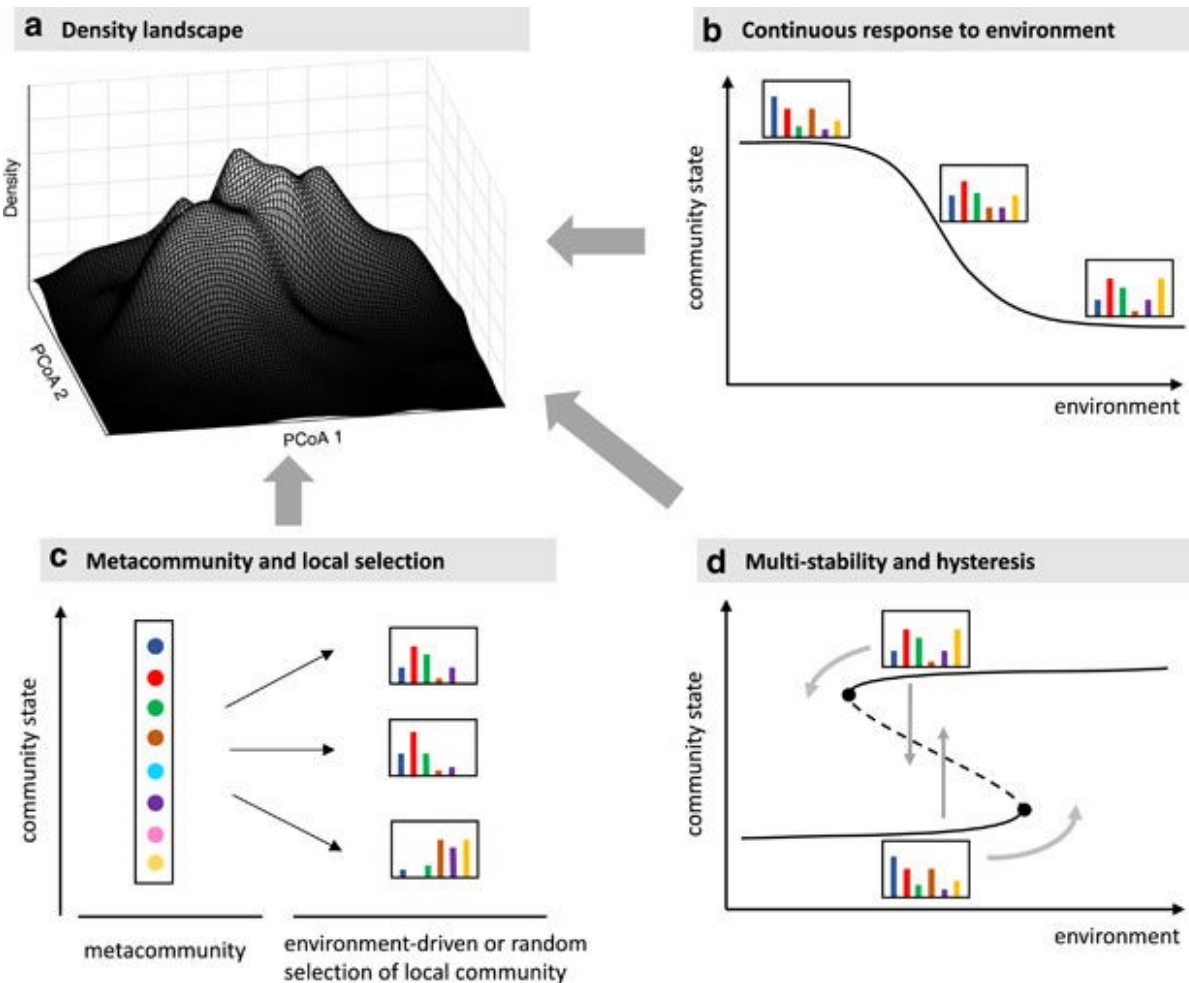 a Density landscape
Density
PCoA 2
PCoA 1
b Continuous response to environment
community state
environment
c Metacommunity and local selection
community state
metacommunity
environment-driven or random
selection of local community
d Multi-stability and hysteresis
community state
environment